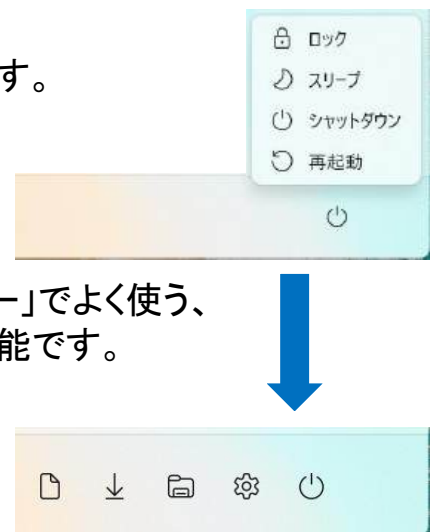 ロック
す。
スリープ
シャットダウン
再起動
ー」でよく使う、
能です。